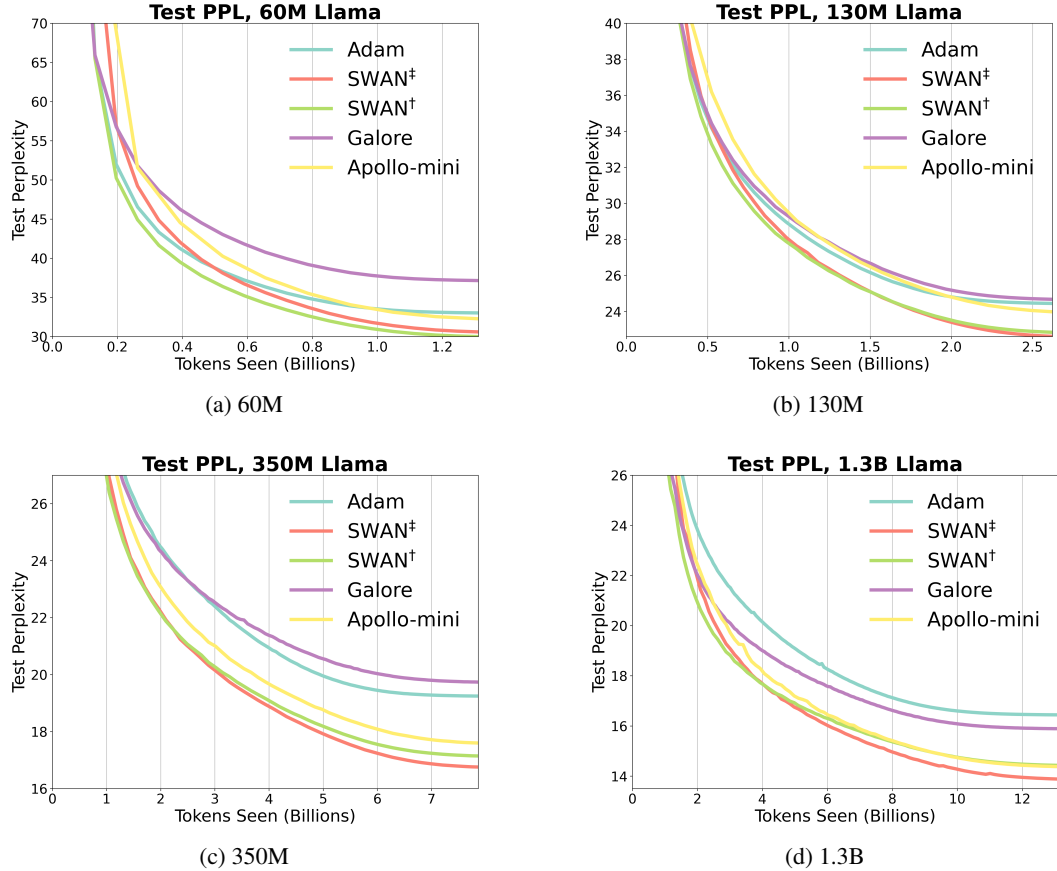 Test PPL, 60M Llama
70
65
60
55
50
45
40
35
30
0.0 0.2 0.4 0.6 0.8 1.0 1.2
Test Perplexity
Tokens Seen (Billions)
Adam
SWAN‡
SWAN†
Galore
Apollo-mini
(a) 60M
Test PPL, 130M Llama
40
38
36
34
32
30
28
26
24
0.0 0.5 1.0 1.5 2.0 2.5
Test Perplexity
Tokens Seen (Billions)
Adam
SWAN‡
SWAN†
Galore
Apollo-mini
(b) 130M
Test PPL, 350M Llama
26
24
22
20
18
16
0 1 2 3 4 5 6 7
Test Perplexity
Tokens Seen (Billions)
Adam
SWAN‡
SWAN†
Galore
Apollo-mini
(c) 350M
Test PPL, 1.3B Llama
26
24
22
20
18
16
14
0 2 4 6 8 10 12
Test Perplexity
Tokens Seen (Billions)
Adam
SWAN‡
SWAN†
Galore
Apollo-mini
(d) 1.3B